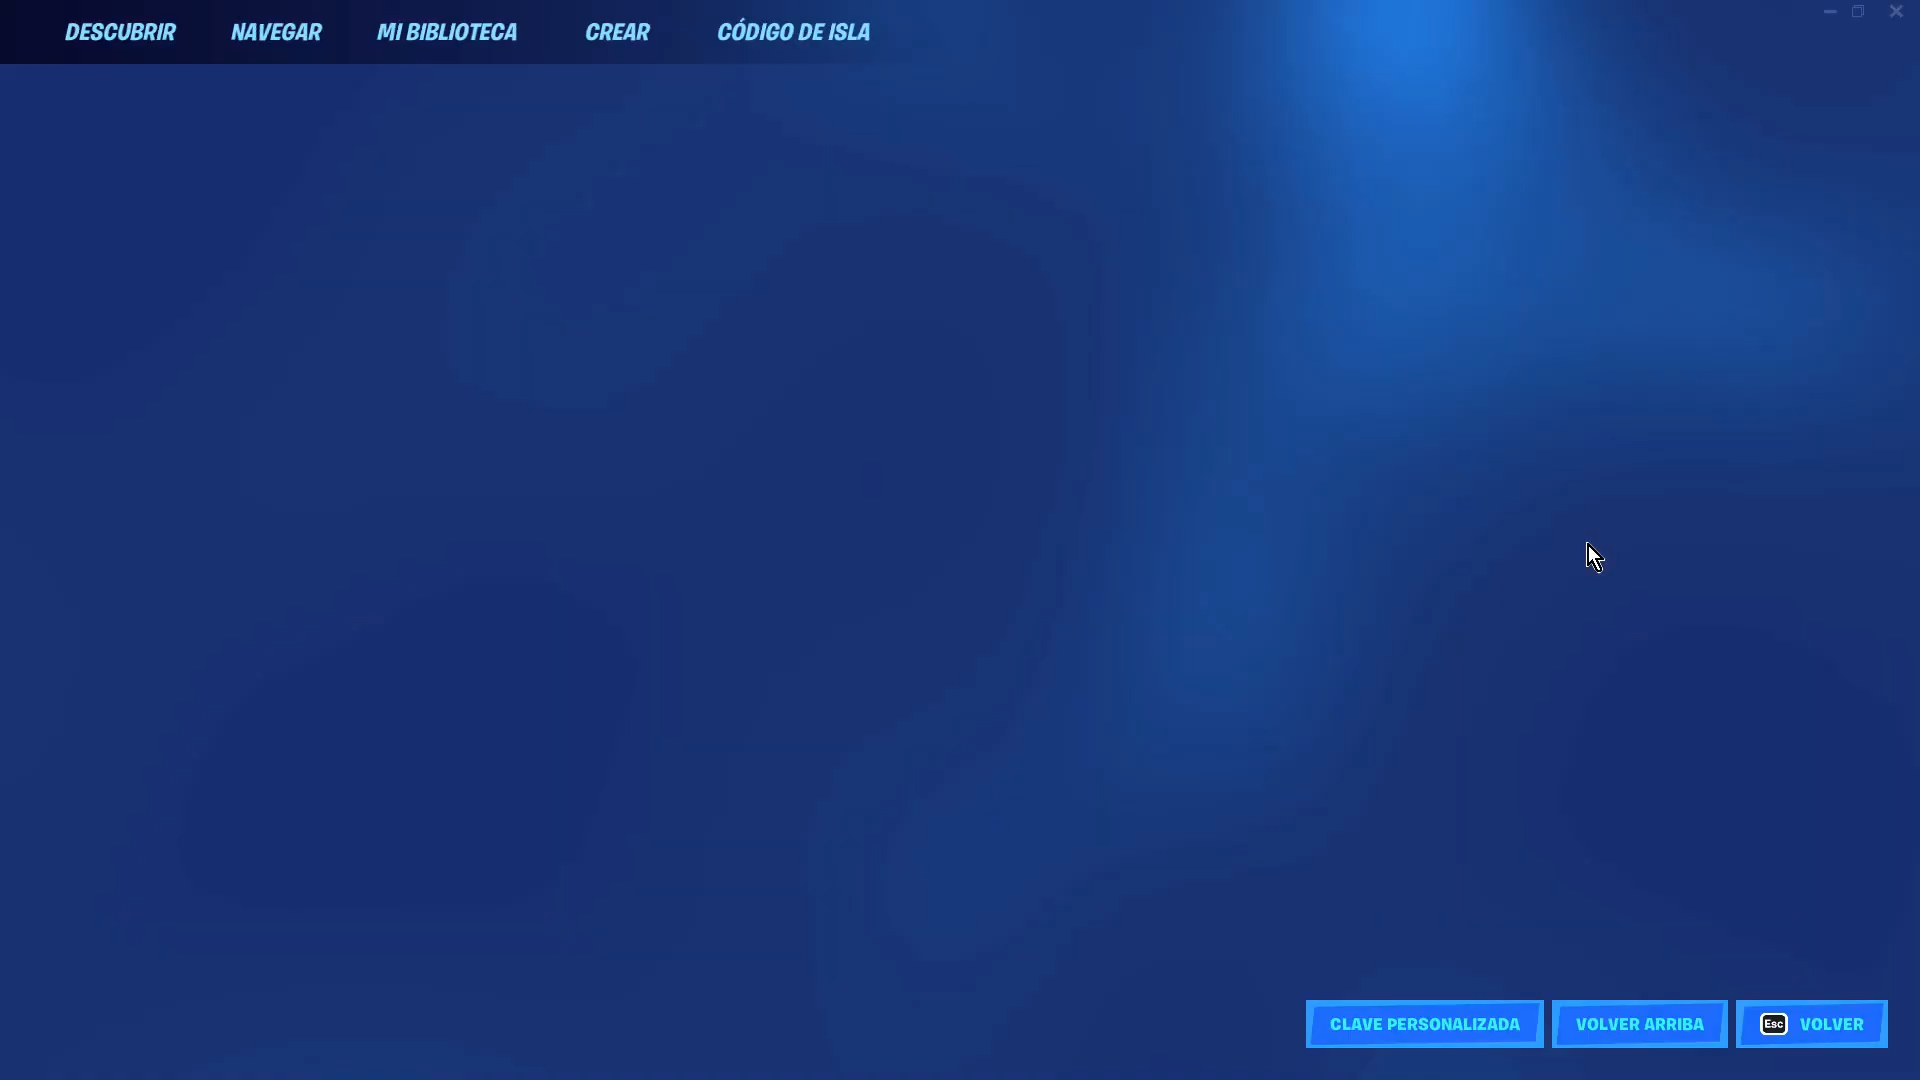 DESCUBRIR NAVEGAR MI BIBLIOTECA CREAR CÓDIGO DE ISLA
CLAVE PERSONALIZADA VOLVER ARRIBA Esc VOLVER